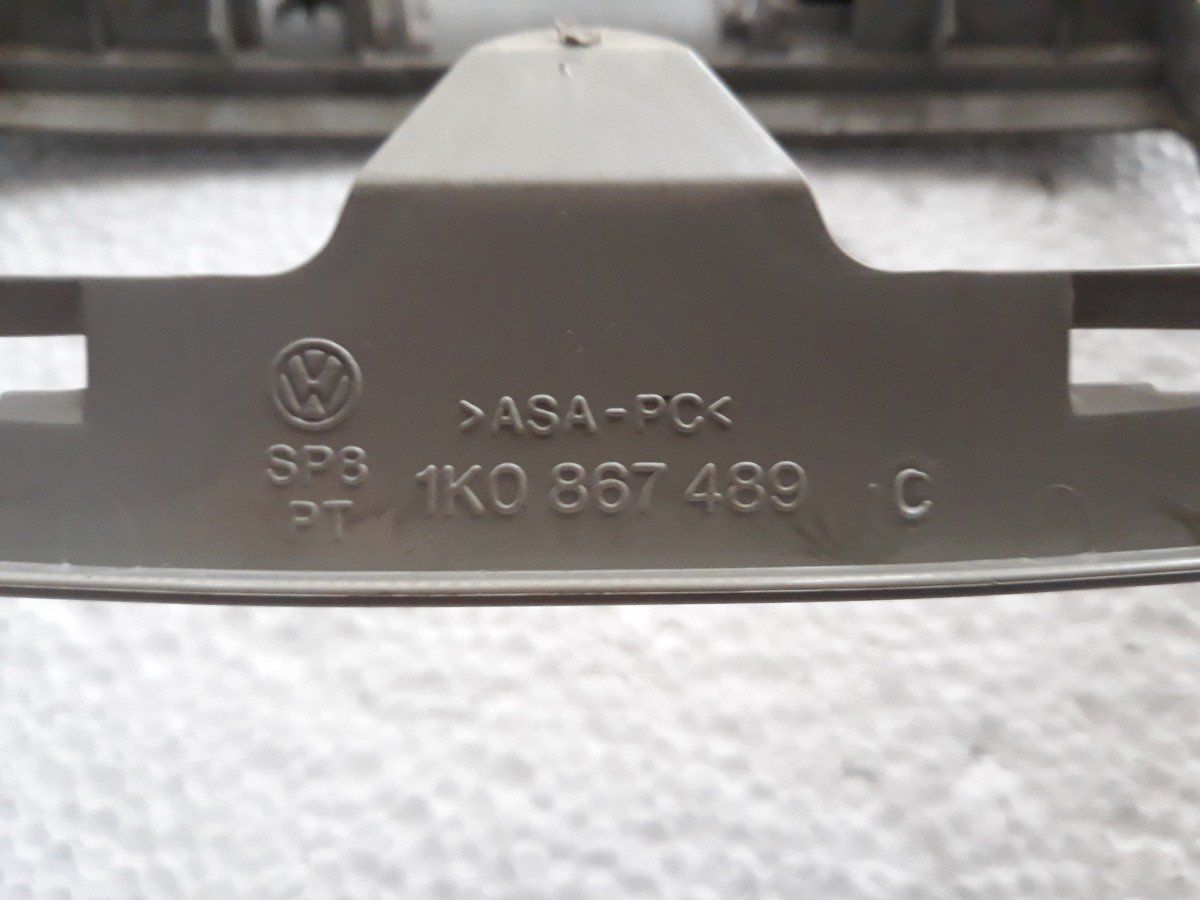 >ASA-PC<
SP8
1K0 867 489 C
PT